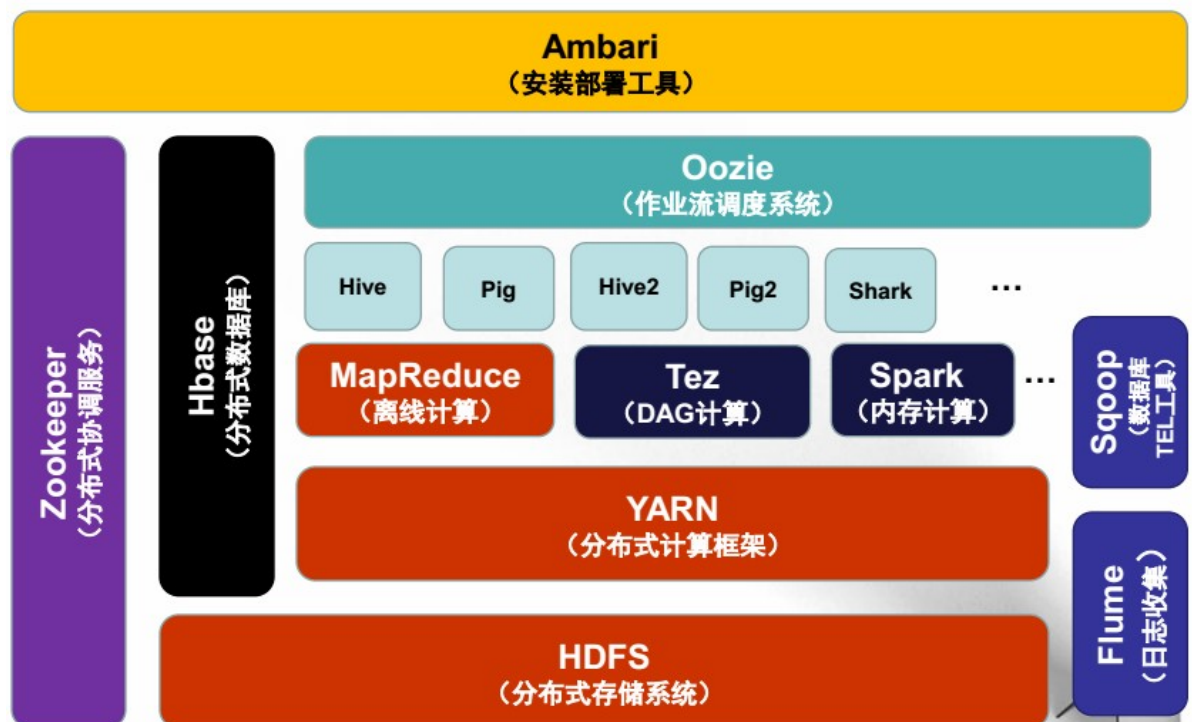 Ambari
（安装部署工具）
Zookeeper
（分布式协调服务）
Hbase
（分布式数据库）
Oozie
（作业流调度系统）
Hive
Pig
Hive2
Pig2
Shark
...
MapReduce
（离线计算）
Tez
（DAG计算）
Spark
（内存计算）
...
Sqoop
（数据库
TEL工具）
YARN
（分布式计算框架）
Flume
（日志收集）
HDFS
（分布式存储系统）